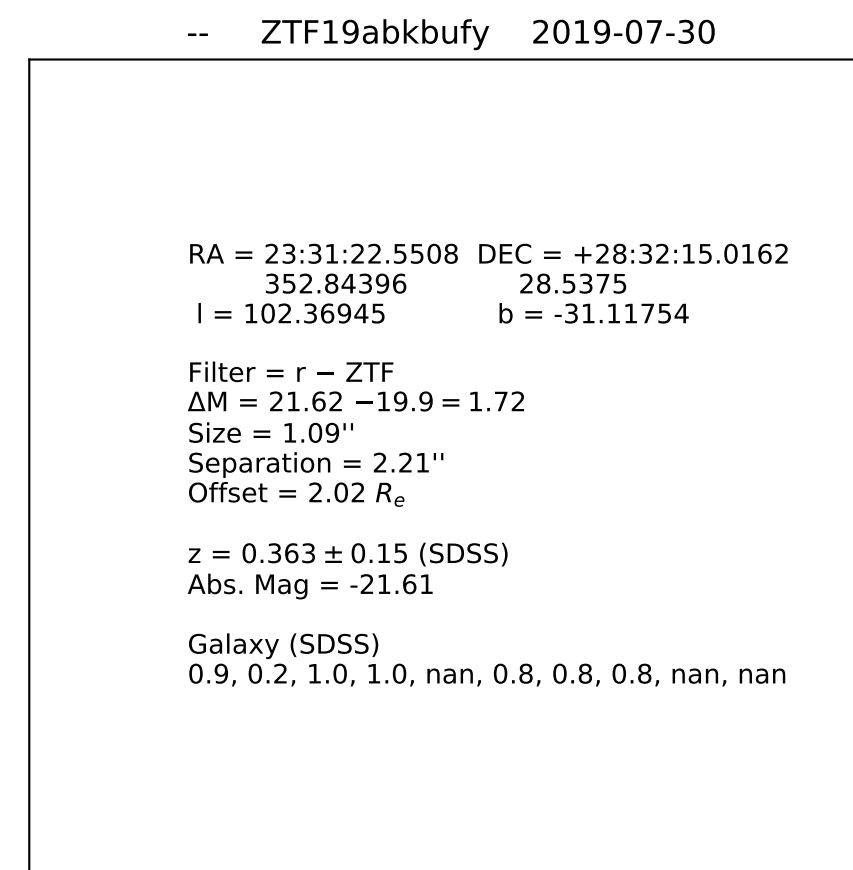 -- ZTF19abkbufy 2019-07-30
RA = 23:31:22.5508 DEC = +28:32:15.0162
352.84396 28.5375
l = 102.36945 b = -31.11754
Filter = r − ZTF
ΔM = 21.62 −19.9 = 1.72
Size = 1.09''
Separation = 2.21''
Offset = 2.02 Rₑ
z = 0.363 ± 0.15 (SDSS)
Abs. Mag = -21.61
Galaxy (SDSS)
0.9, 0.2, 1.0, 1.0, nan, 0.8, 0.8, 0.8, nan, nan